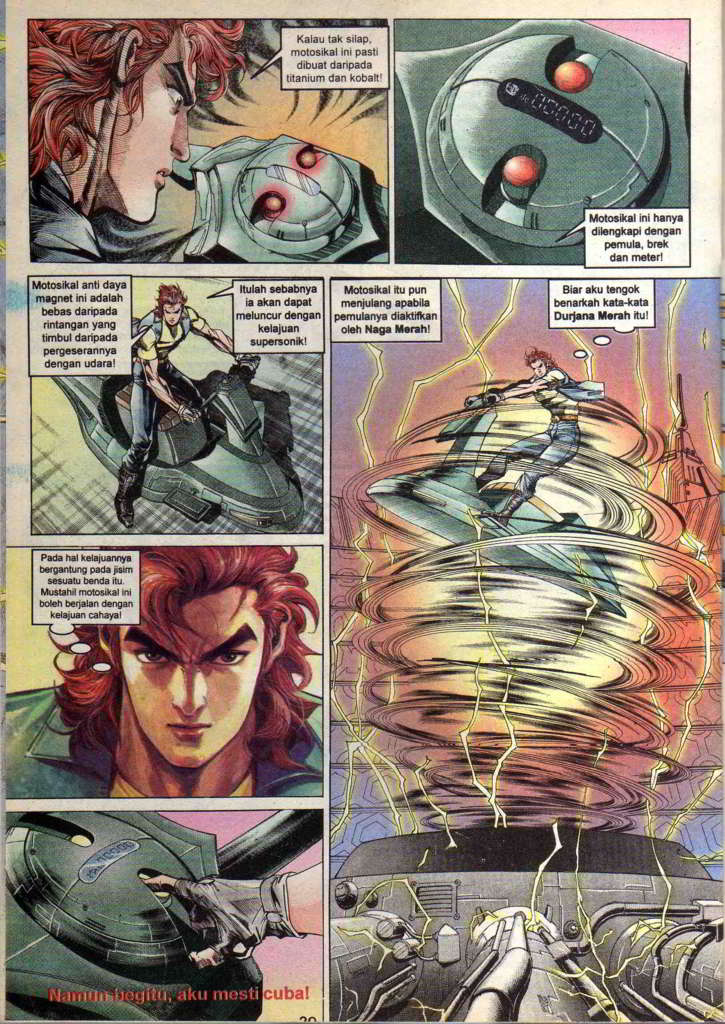 Kalau tak silap,
motosikal ini pasti
dibuat daripada
titanium dan kobalt!
00000
Motosikal ini hanya
dilengkapi dengan
pemula, brek
dan meter!
Motosikal anti daya
magnet ini adalah
bebas daripada
rintangan yang
timbul daripada
pergeserannya
dengan udara!
Itulah sebabnya
ia akan dapat
meluncur dengan
kelajuan
supersonik!
Motosikal itu pun
menjulang apabila
pemulanya diaktifkan
oleh Naga Merah!
Biar aku tengok
benarkah kata-kata
Durjana Merah itu!
Pada hal kelajuannya
bergantung pada jisim
sesuatu benda itu.
Mustahil motosikal ini
boleh berjalan dengan
kelajuan cahaya!
Namun begitu, aku mesti cuba!